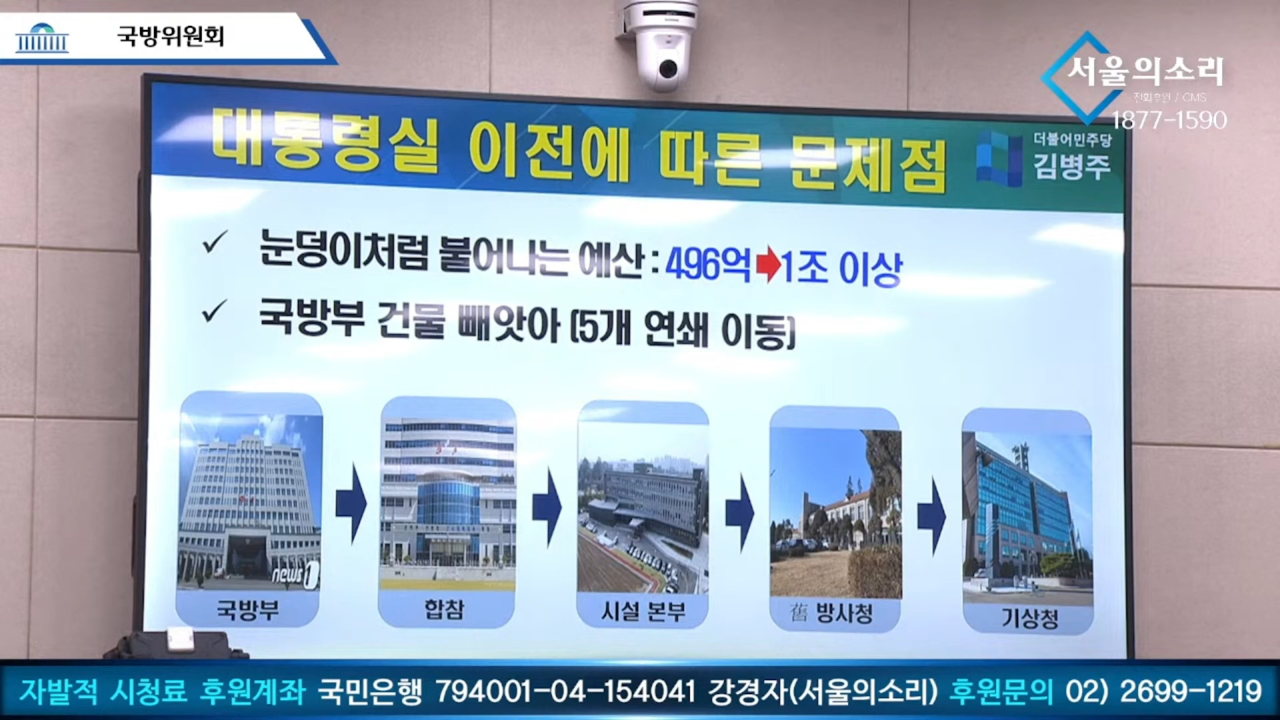 국방위원회
서울의소리
전화후원 / CMS
1877-1590
대통령실 이전에 따른 문제점
더불어민주당
김병주
✓ 눈덩이처럼 불어나는 예산 : 496억➡1조 이상
✓ 국방부 건물 빼앗아 (5개 연쇄 이동)
news1
국방부
합참
시설 본부
舊 방사청
기상청
자발적 시청료 후원계좌 국민은행 794001-04-154041 강경자(서울의소리) 후원문의 02) 2699-1219